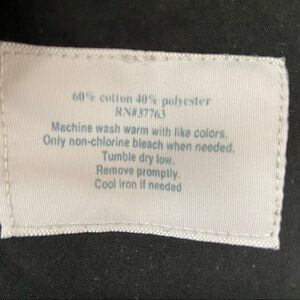 60% cotton 40% polyester
RN#37763
Machine wash warm with like colors.
Only non-chlorine bleach when needed.
Tumble dry low.
Remove promptly.
Cool iron if needed